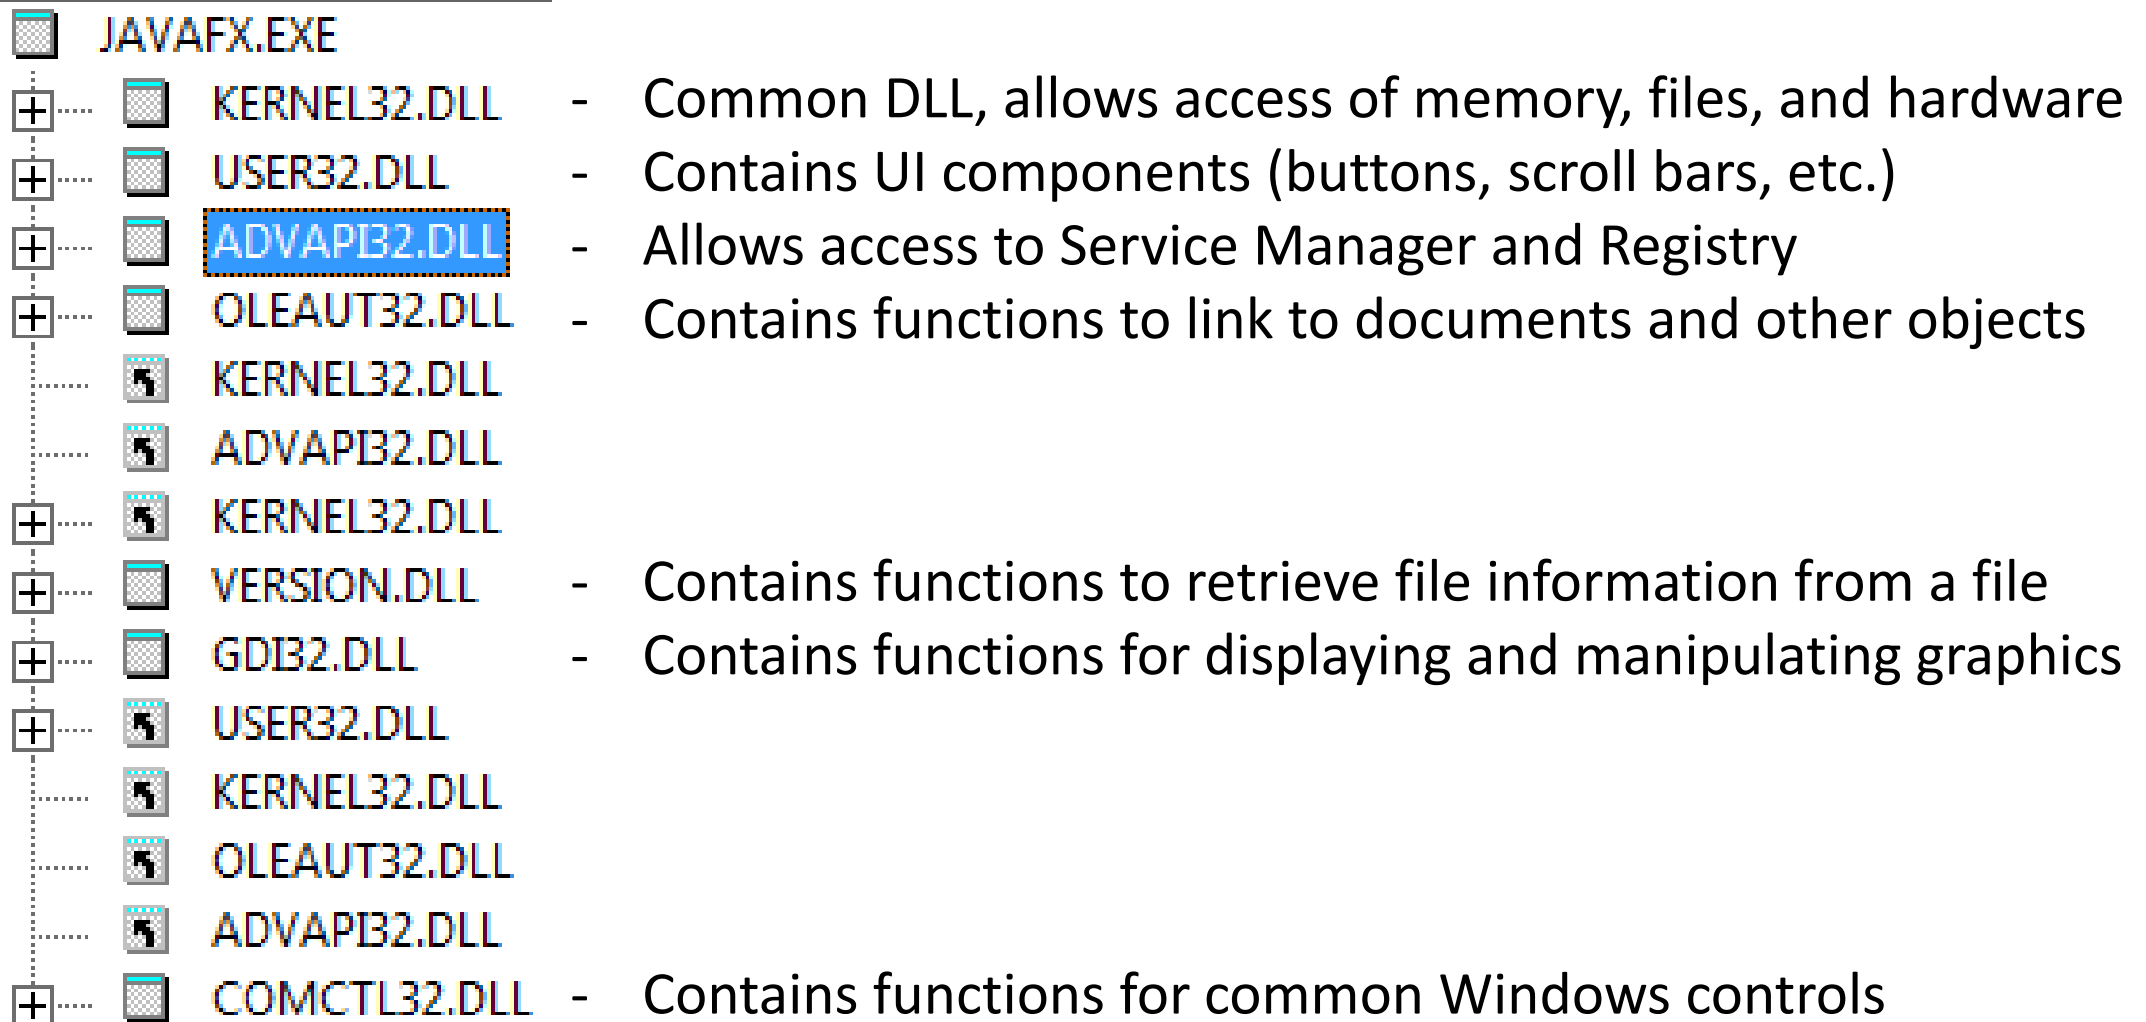 JAVAFX.EXE
KERNEL32.DLL - Common DLL, allows access of memory, files, and hardware
USER32.DLL - Contains UI components (buttons, scroll bars, etc.)
ADVAPI32.DLL - Allows access to Service Manager and Registry
OLEAUT32.DLL - Contains functions to link to documents and other objects
KERNEL32.DLL
ADVAPI32.DLL
KERNEL32.DLL
VERSION.DLL - Contains functions to retrieve file information from a file
GDI32.DLL - Contains functions for displaying and manipulating graphics
USER32.DLL
KERNEL32.DLL
OLEAUT32.DLL
ADVAPI32.DLL
COMCTL32.DLL - Contains functions for common Windows controls